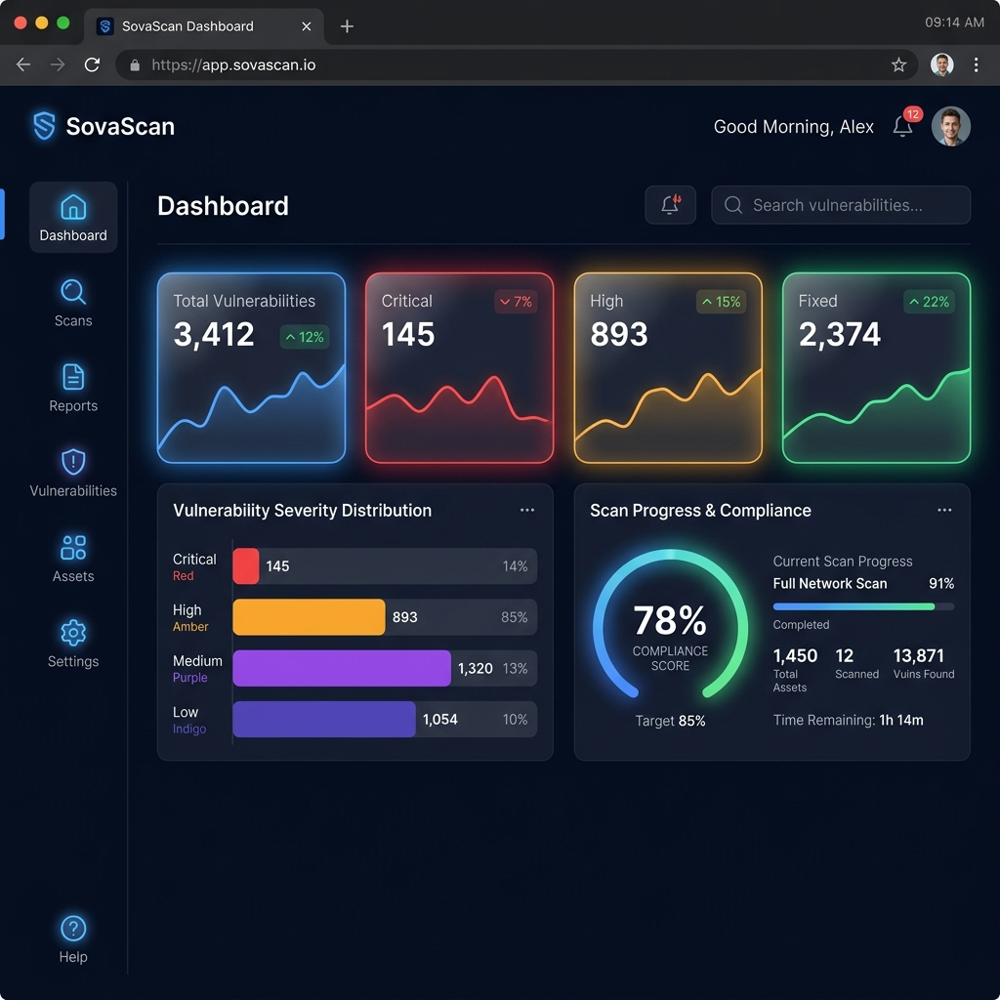 SovaScan Dashboard
09:14 AM
https://app.sovascan.io
SovaScan
Good Morning, Alex
12
Dashboard
Scans
Reports
Vulnerabilities
Assets
Settings
Help
Dashboard
Search vulnerabilities...
Total Vulnerabilities
3,412
12%
Critical
7%
145
High
15%
893
Fixed
22%
2,374
Vulnerability Severity Distribution
Critical
Red
145
14%
High
Amber
893
85%
Medium
Purple
1,320
13%
Low
Indigo
1,054
10%
Scan Progress & Compliance
78%
COMPLIANCE
SCORE
Target 85%
Current Scan Progress
Full Network Scan 91%
Completed
1,450
Total
Assets
12
Scanned
13,871
Vuins Found
Time Remaining: 1h 14m